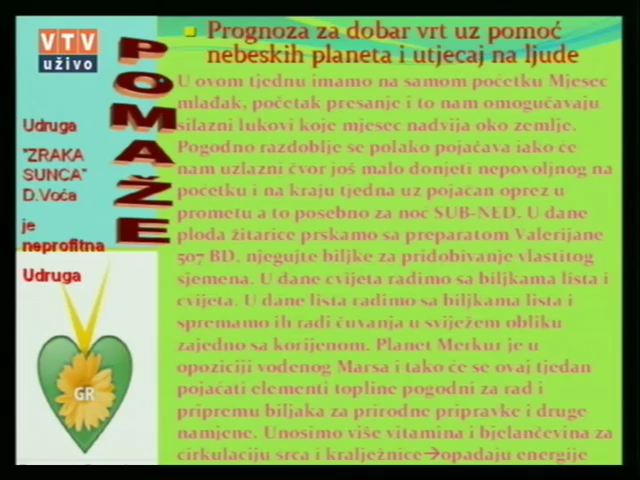 VTV
uživo
POMAŽE
Udruga
"ZRAKA
SUNCA"
D.Voća
je
neprofitna
Udruga
GR
Prognoza za dobar vrt uz pomoć
nebeskih planeta i utjecaj na ljude
U ovom tjednu imamo na samom početku Mjesec
mlađak, početak presanje i to nam omogučavaju
silazni lukovi koje mjesec nadvija oko zemlje.
Pogodno razdoblje se polako pojačava iako će
nam uzlazni čvor još malo donjeti nepovoljnog na
početku i na kraju tjedna uz pojačan oprez u
prometu a to posebno za noć SUB-NED. U dane
ploda žitarice prskamo sa preparatom Valerijane
507 BD, njegujte biljke za pridobivanje vlastitog
sjemena. U dane cvijeta radimo sa biljkama lista i
cvijeta. U dane lista radimo sa biljkama lista i
spremamo ih radi čuvanja u sviježem obliku
zajedno sa korijenom. Planet Merkur je u
opoziciji vodenog Marsa i tako će se ovaj tjedan
pojačati elementi topline pogodni za rad i
pripremu biljaka za prirodne pripravke i druge
namjene. Unosimo više vitamina i bjelančevina za
cirkulaciju srca i kralježnice→opadaju energije